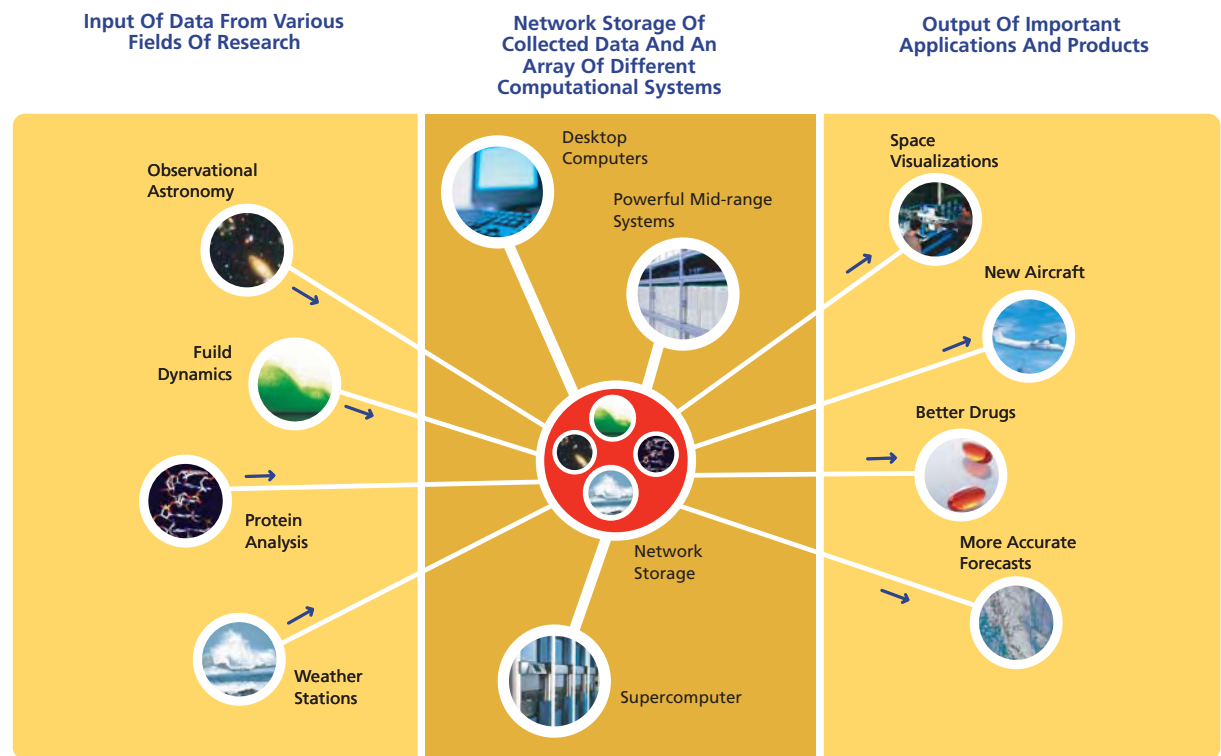 Input Of Data From Various
Fields Of Research
Network Storage Of
Collected Data And An
Array Of Different
Computational Systems
Output Of Important
Applications And Products
Observational
Astronomy
Fuild
Dynamics
Protein
Analysis
Weather
Stations
Desktop
Computers
Powerful Mid-range
Systems
Network
Storage
Supercomputer
Space
Visualizations
New Aircraft
Better Drugs
More Accurate
Forecasts